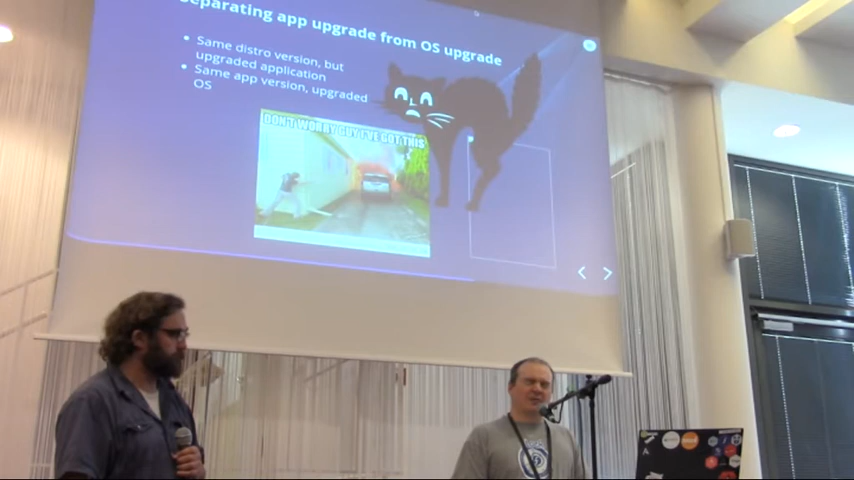 Separating app upgrade from OS upgrade
Same distro version, but
upgraded application
Same app version, upgraded
OS
DON'T WORRY GUY I'VE GOT THIS